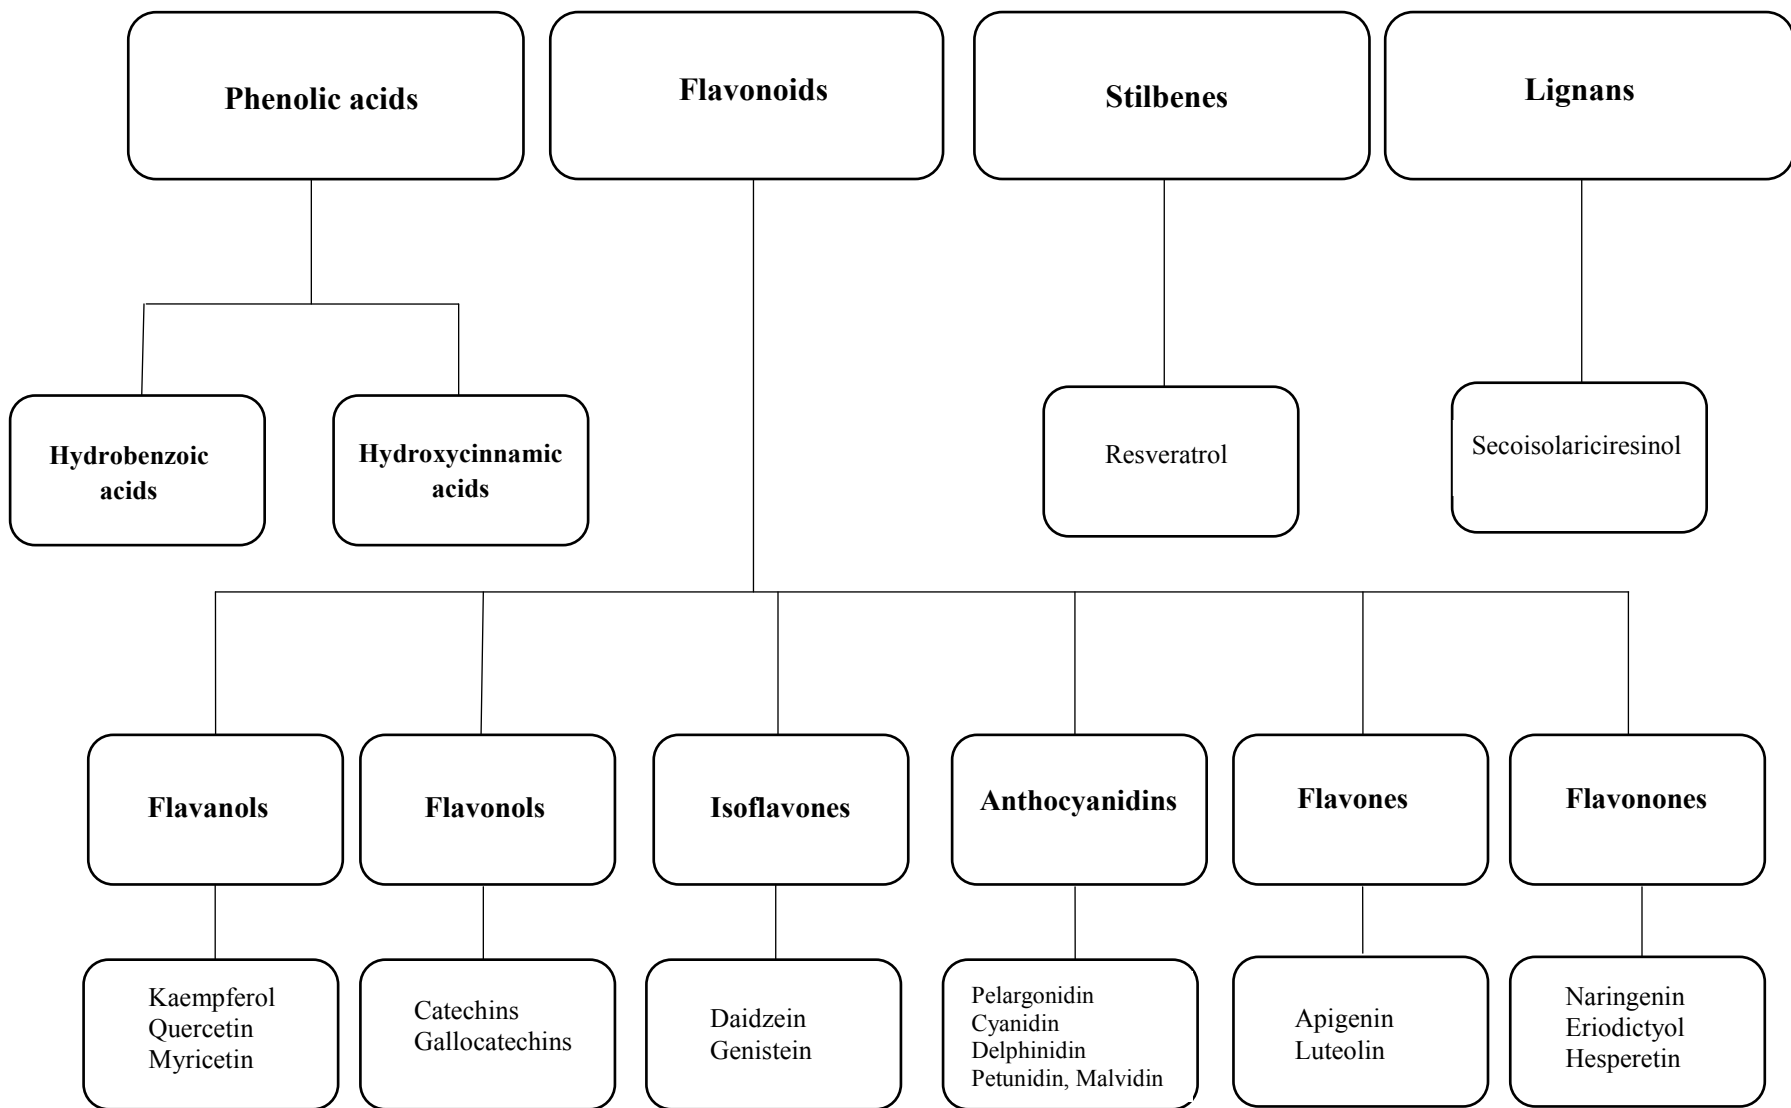 Phenolic acids
Flavonoids
Stilbenes
Lignans
Hydrobenzoic
acids
Hydroxycinnamic
acids
Resveratrol
Secoisolariciresinol
Flavanols
Flavonols
Isoflavones
Anthocyanidins
Flavones
Flavonones
Kaempferol
Quercetin
Myricetin
Catechins
Gallocatechins
Daidzein
Genistein
Pelargonidin
Cyanidin
Delphinidin
Petunidin, Malvidin
Apigenin
Luteolin
Naringenin
Eriodictyol
Hesperetin